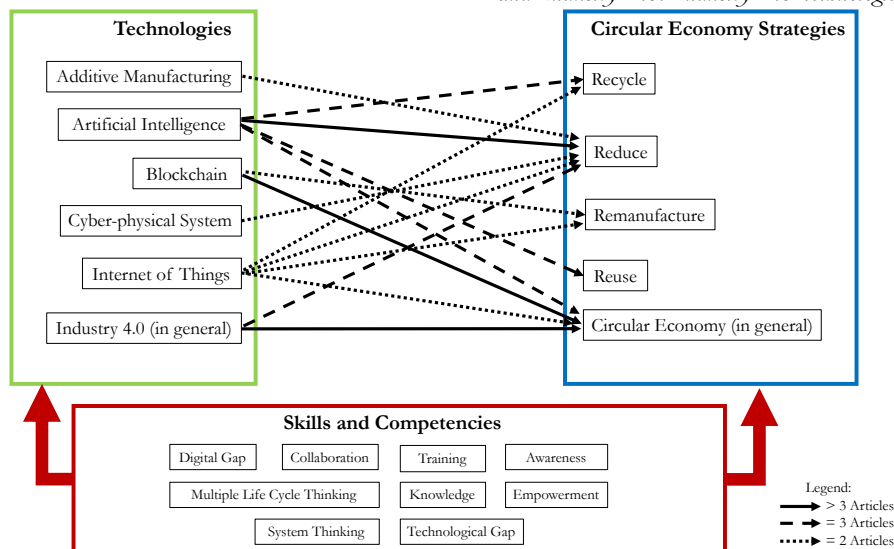 Technologies
Circular Economy Strategies
Additive Manufacturing
Recycle
Artificial Intelligence
Reduce
Blockchain
Cyber-physical System
Remanufacture
Internet of Things
Reuse
Industry 4.0 (in general)
Circular Economy (in general)
Skills and Competencies
Digital Gap
Collaboration
Training
Awareness
Multiple Life Cycle Thinking
Knowledge
Empowerment
System Thinking
Technological Gap
Legend:
> 3 Articles
= 3 Articles
= 2 Articles